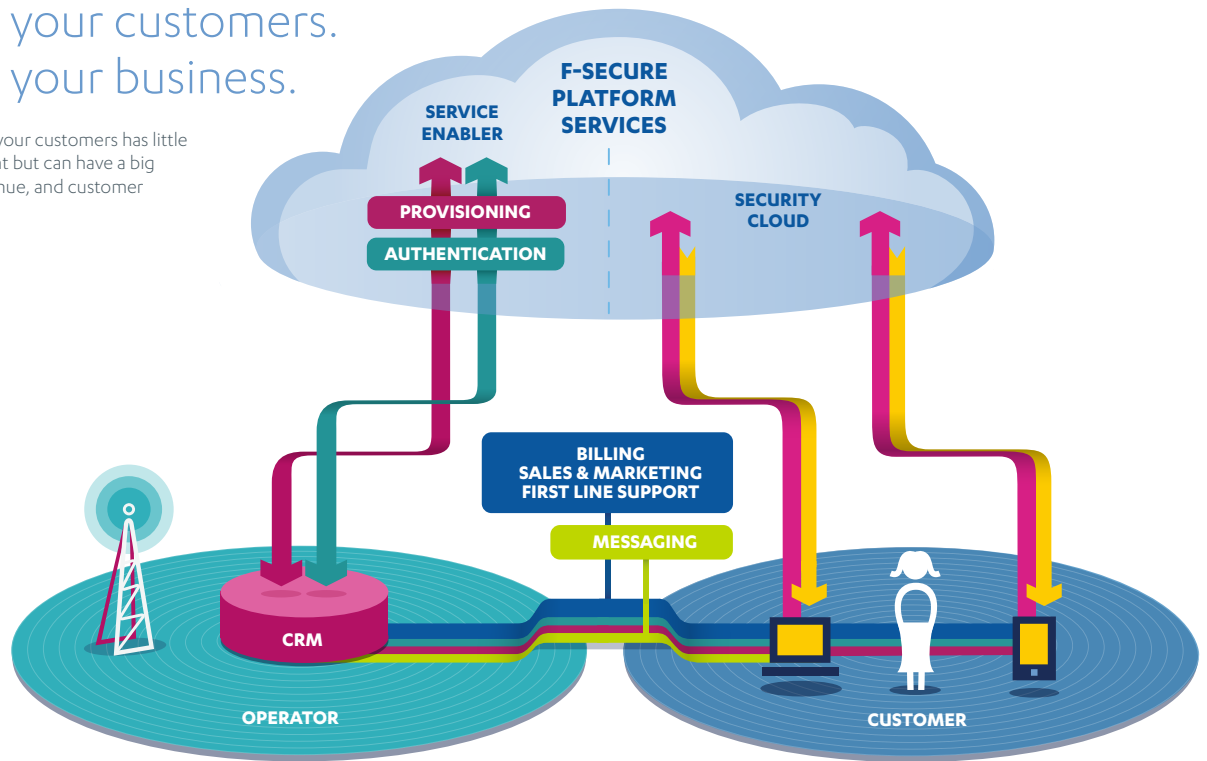 your customers.
your business.
your customers has little
t but can have a big
nue, and customer
F-SECURE
PLATFORM
SERVICES
SERVICE
ENABLER
PROVISIONING
AUTHENTICATION
SECURITY
CLOUD
BILLING
SALES & MARKETING
FIRST LINE SUPPORT
MESSAGING
CRM
OPERATOR
CUSTOMER